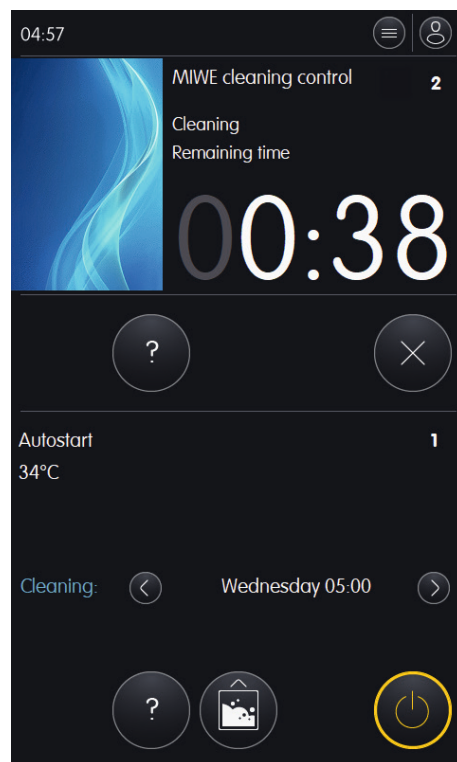 04:57
MIWE cleaning control 2
Cleaning
Remaining time
00:38
?
Autostart 1
34°C
Cleaning: Wednesday 05:00
?